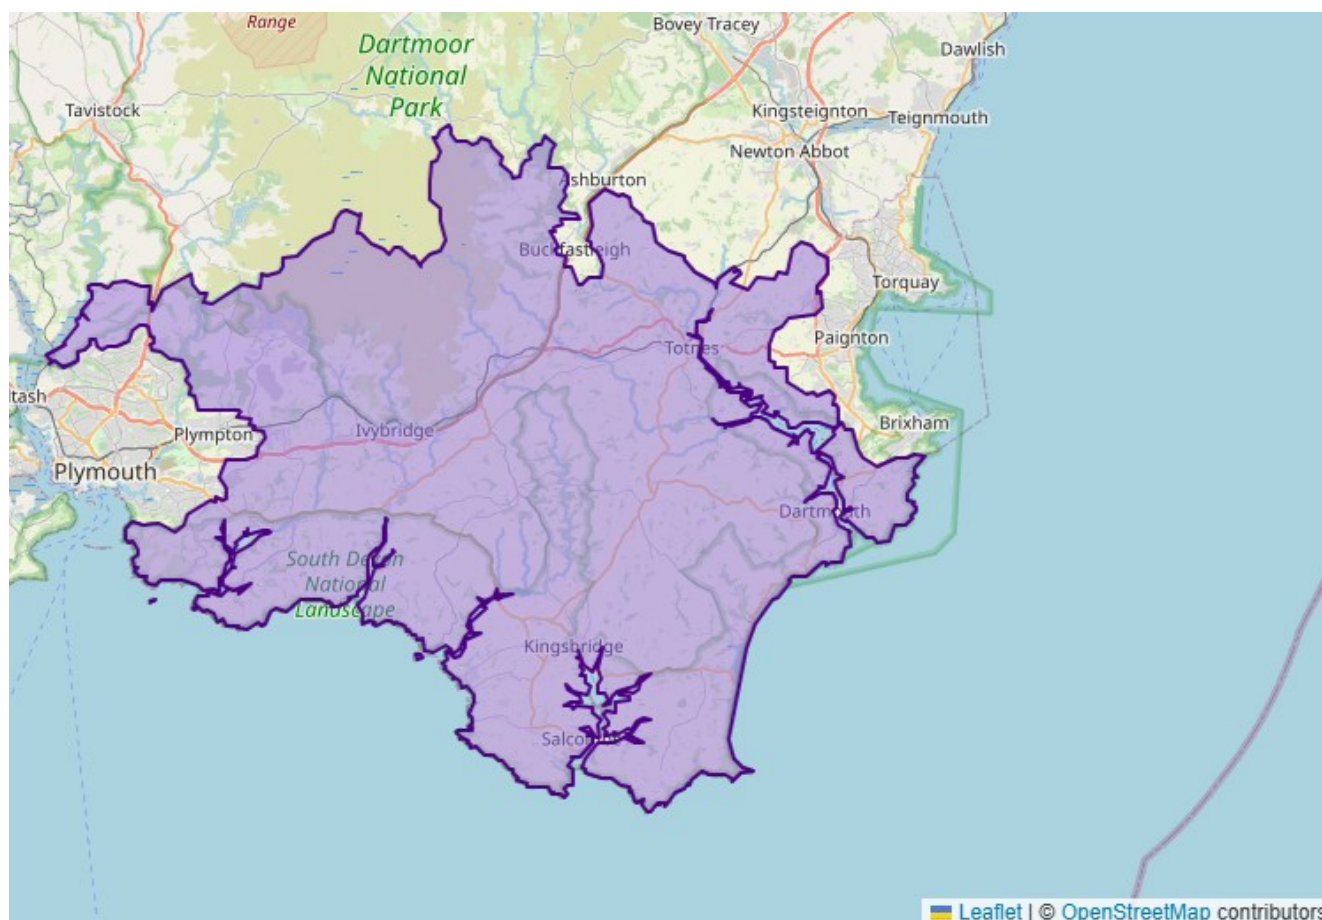 Range
Bovey Tracey
Dawlish
Dartmoor
National
Park
Tavistock
Kingsteignton
Teignmouth
Newton Abbot
Ashburton
Buckfastleigh
Torquay
Paignton
Totnes
ltash
Brixham
Plympton
Ivybridge
Plymouth
Dartmouth
South Devon
National
Landscape
Kingsbridge
Salcombe
Leaflet | © OpenStreetMap contributors